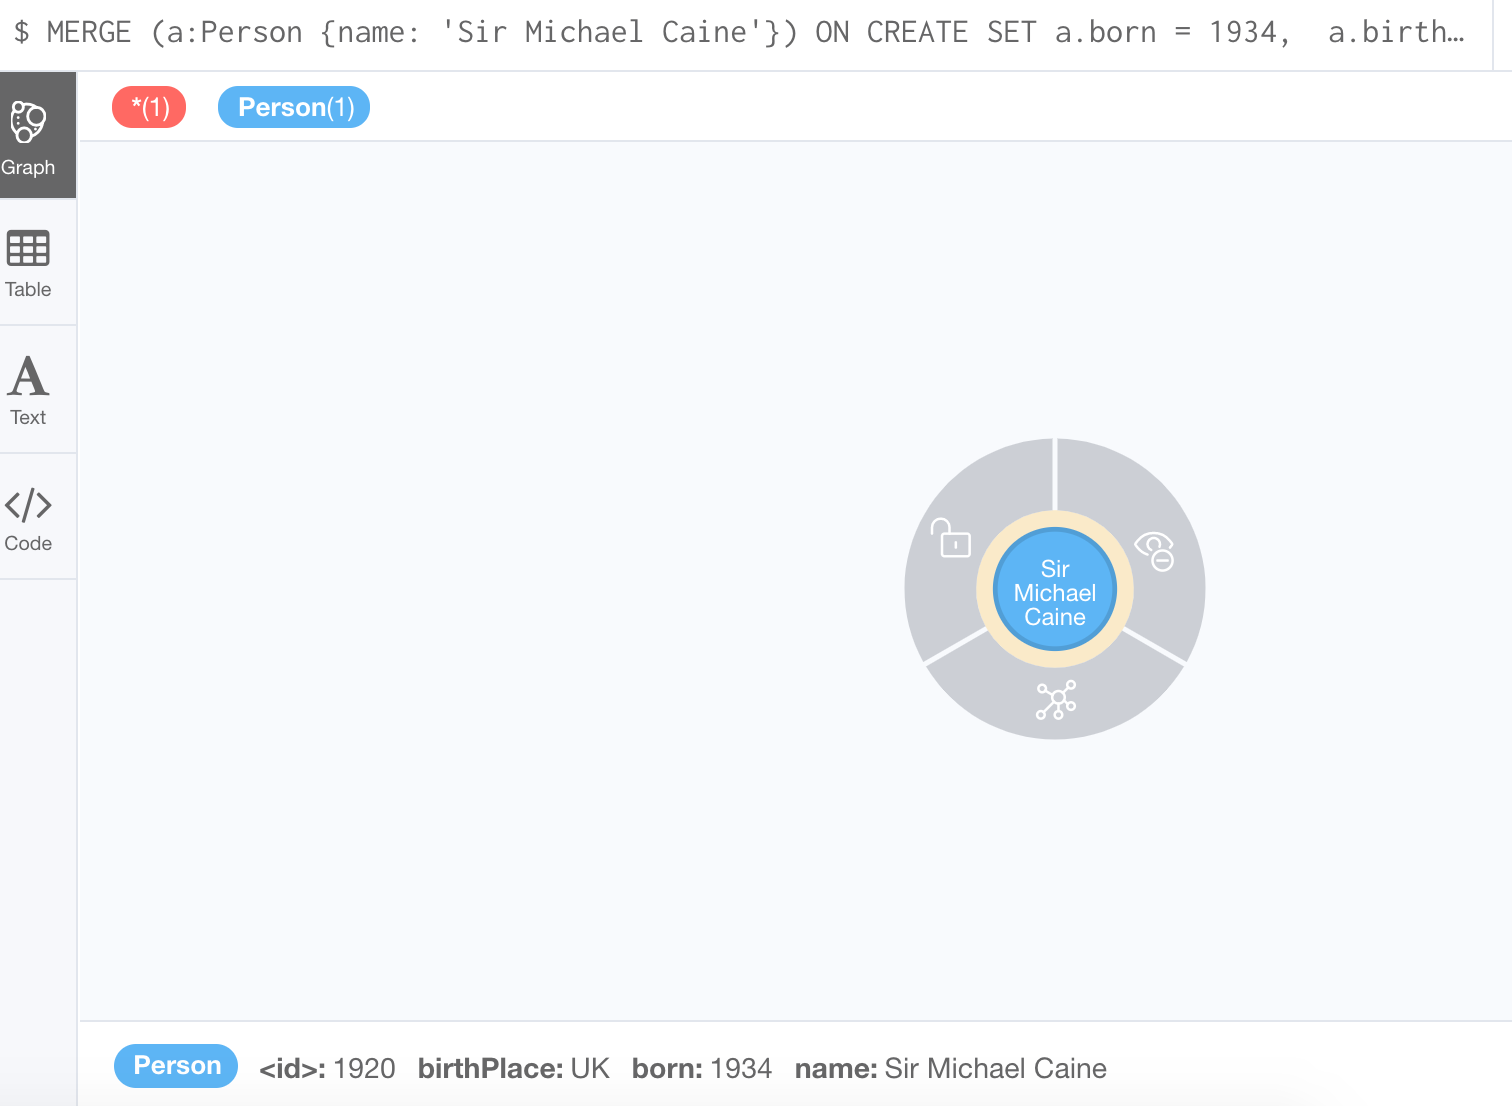 $ MERGE (a:Person {name: 'Sir Michael Caine'}) ON CREATE SET a.born = 1934, a.birth…
*(1) Person(1)
Graph
Table
A
Text
</>
Code
Sir
Michael
Caine
Person <id>: 1920 birthPlace: UK born: 1934 name: Sir Michael Caine